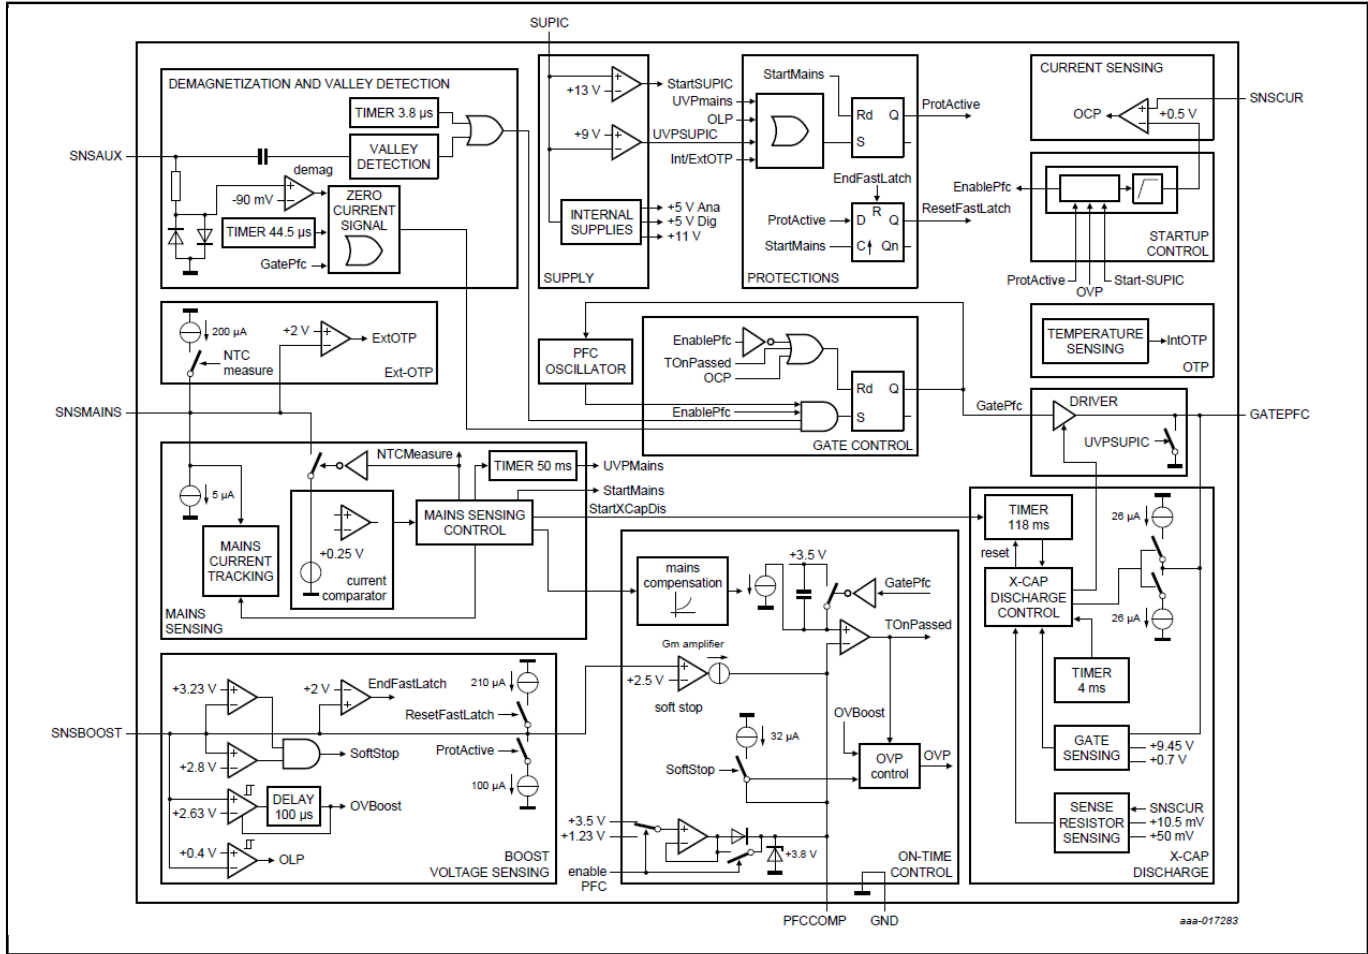 SUPIC
DEMAGNETIZATION AND VALLEY DETECTION
TIMER 3.8 µs
VALLEY
DETECTION
SNSAUX
demag
-90 mV
ZERO
CURRENT
SIGNAL
TIMER 44.5 µs
GatePfc
+13 V
StartSUPIC
+9 V
UVPSUPIC
INTERNAL
SUPPLIES
+5 V Ana
+5 V Dig
+11 V
SUPPLY
StartMains
UVPmains
OLP
Int/ExtOTP
Rd
Q
S
ProtActive
EndFastLatch
R
ProtActive
D
Q
ResetFastLatch
StartMains
C
Qn
PROTECTIONS
CURRENT SENSING
OCP
+0.5 V
SNSCUR
EnablePfc
STARTUP
CONTROL
ProtActive
OVP
Start-SUPIC
200 µA
NTC
measure
+2 V
ExtOTP
Ext-OTP
PFC
OSCILLATOR
EnablePfc
TOnPassed
OCP
EnablePfc
Rd
Q
S
GATE CONTROL
TEMPERATURE
SENSING
IntOTP
OTP
SNSMAINS
GatePfc
DRIVER
UVPSUPIC
GATEPFC
NTCMeasure
TIMER 50 ms
UVPMains
StartMains
StartXCapDis
5 µA
MAINS
CURRENT
TRACKING
+0.25 V
current
comparator
MAINS SENSING
CONTROL
MAINS
SENSING
mains
compensation
+3.5 V
GatePfc
TOnPassed
Gm amplifier
+2.5 V
soft stop
32 µA
SoftStop
OVBoost
OVP
control
OVP
+3.5 V
+1.23 V
enable
PFC
+3.8 V
ON-TIME
CONTROL
TIMER
118 ms
reset
26 µA
X-CAP
DISCHARGE
CONTROL
26 µA
TIMER
4 ms
GATE
SENSING
+9.45 V
+0.7 V
SENSE
RESISTOR
SENSING
SNSCUR
+10.5 mV
+50 mV
X-CAP
DISCHARGE
SNSBOOST
+3.23 V
+2 V
EndFastLatch
210 µA
ResetFastLatch
ProtActive
100 µA
+2.8 V
SoftStop
+2.63 V
DELAY
100 µs
OVBoost
+0.4 V
OLP
BOOST
VOLTAGE SENSING
PFCCOMP
GND
aaa-017283